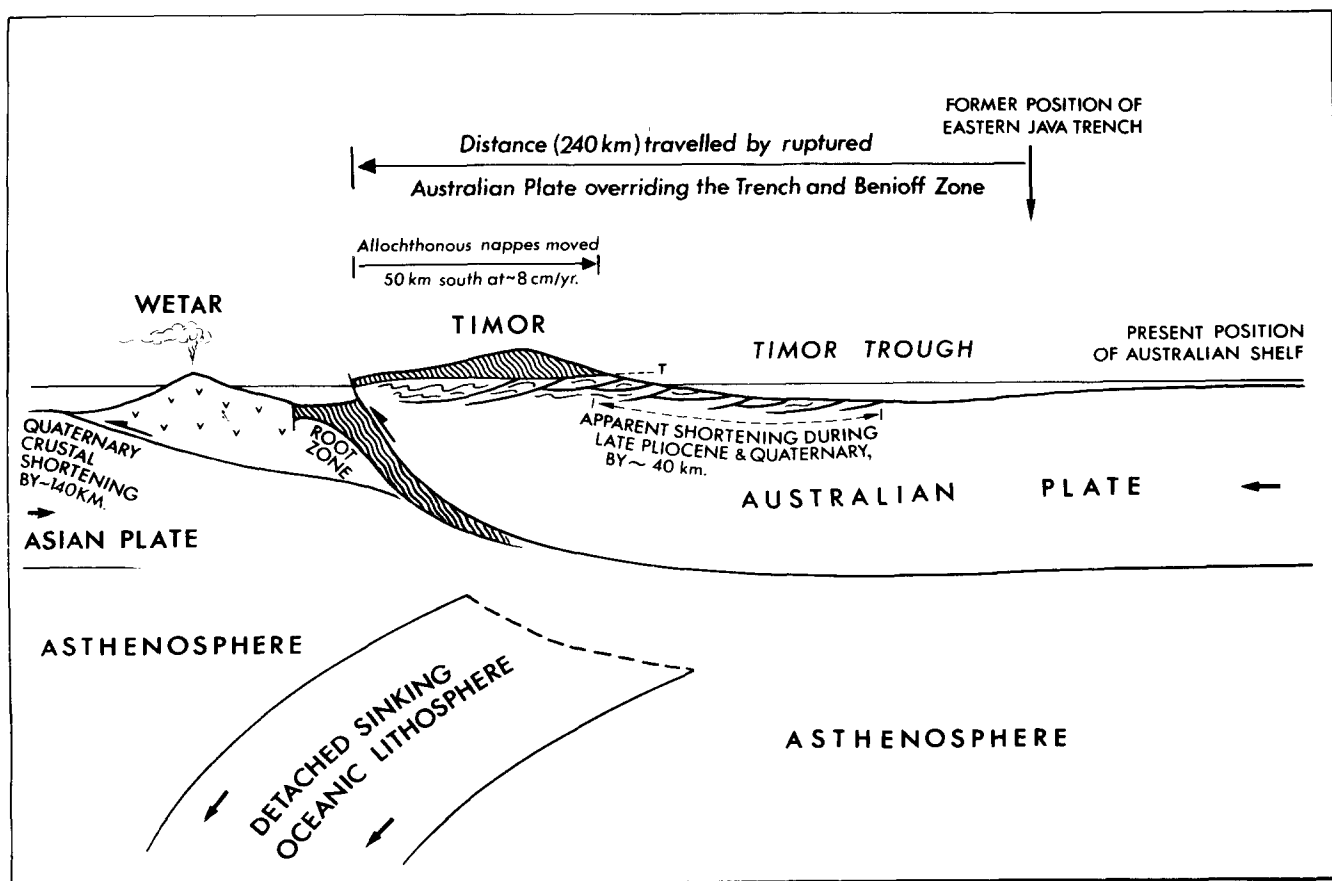 FORMER POSITION OF
EASTERN JAVA TRENCH
Distance (240 km) travelled by ruptured
Australian Plate overriding the Trench and Benioff Zone
Allochthonous nappes moved
50 km south at ~ 8 cm/yr.
WETAR
TIMOR
TIMOR TROUGH
PRESENT POSITION
OF AUSTRALIAN SHELF
T
QUATERNARY
CRUSTAL
SHORTENING
BY~140KM.
ROOT
ZONE
APPARENT SHORTENING DURING
LATE PLIOCENE & QUATERNARY,
BY ~ 40 km.
AUSTRALIAN PLATE
ASIAN PLATE
ASTHENOSPHERE
DETACHED SINKING
OCEANIC LITHOSPHERE
ASTHENOSPHERE